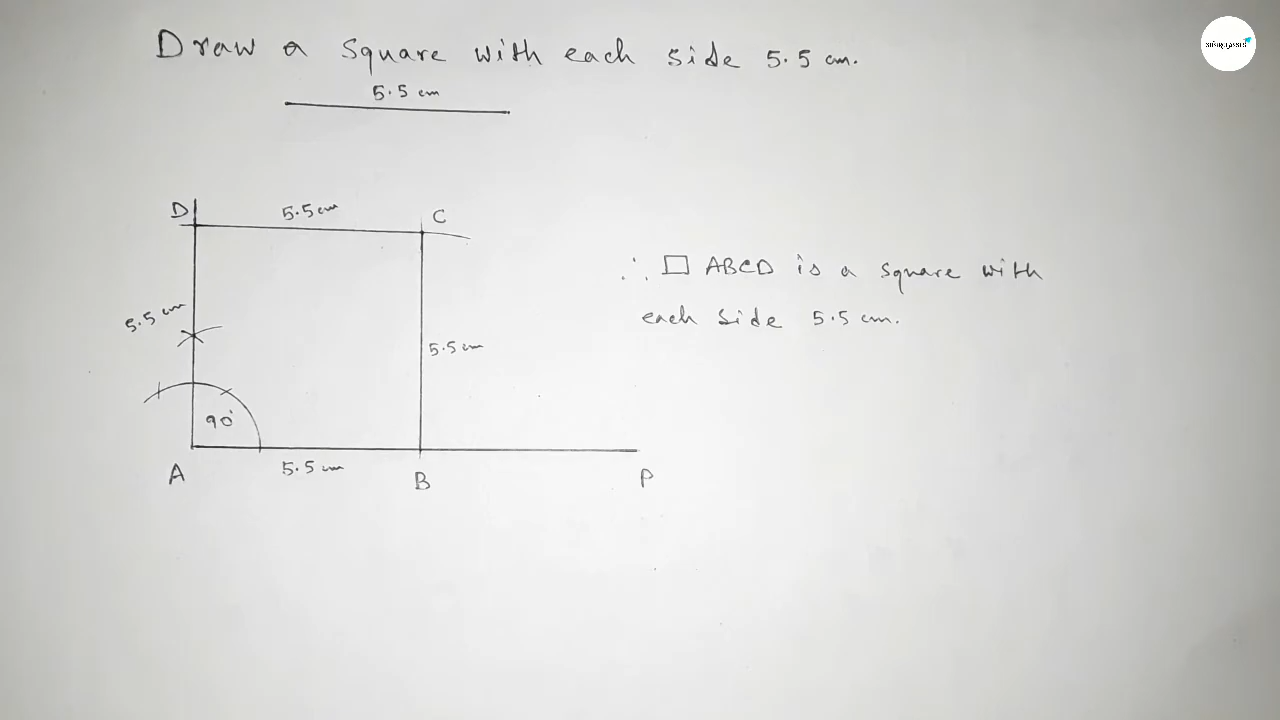 Draw a square with each side 5.5 cm.
5.5 cm
D
5.5 cm
C
5.5 cm
∴ □ ABCD is a square with
each side 5.5 cm.
5.5 cm
90°
A
5.5 cm
B
P